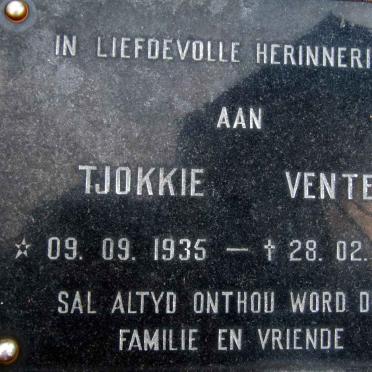 IN LIEFDEVOLLE HERINNERI
AAN
TJOKKIE VENTE
☆ 09. 09. 1935 — † 28. 02.
SAL ALTYD ONTHOU WORD D
FAMILIE EN VRIENDE